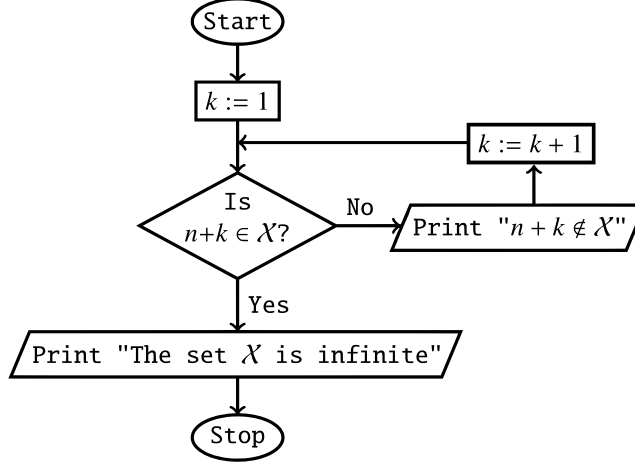 Start
k := 1
k := k + 1
Is
n+k ∈ 𝒳?
No
Print "n + k ∉ 𝒳"
Yes
Print "The set 𝒳 is infinite"
Stop